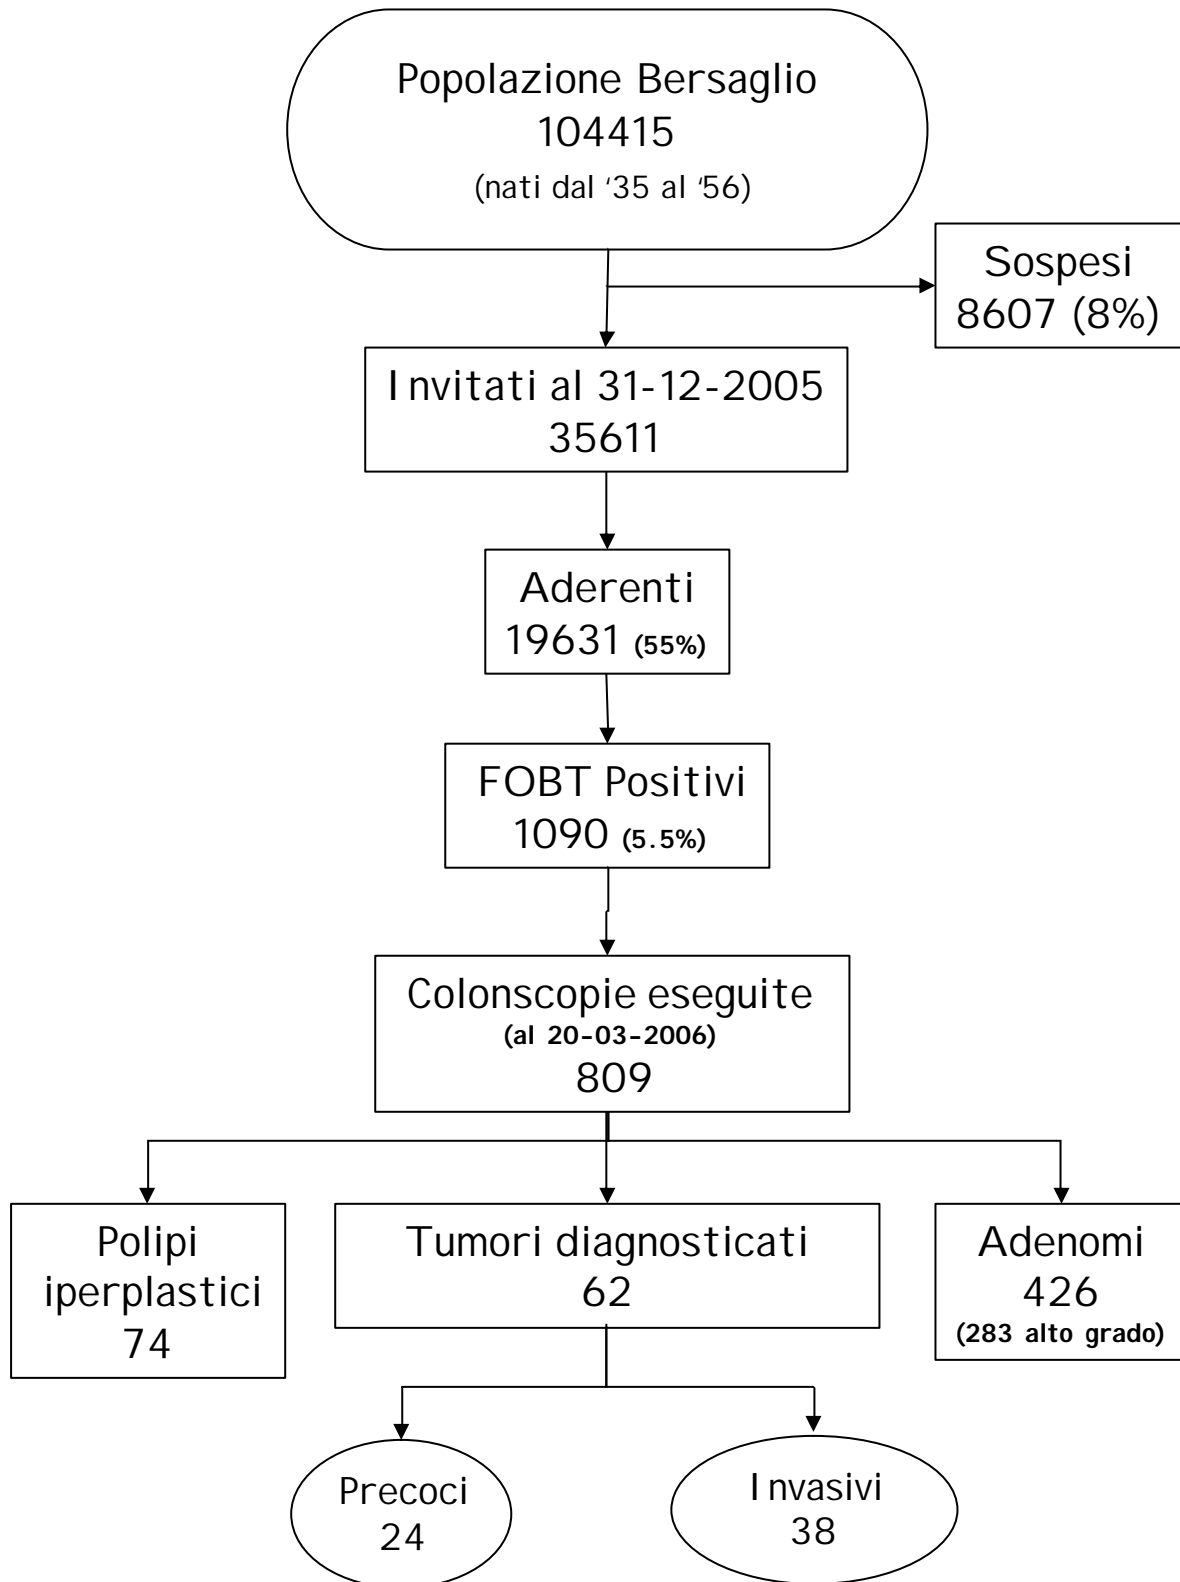 Popolazione Bersaglio
104415
(nati dal ‘35 al ‘56)
Sospesi
8607 (8%)
Invitati al 31-12-2005
35611
Aderenti
19631 (55%)
FOBT Positivi
1090 (5.5%)
Colonscopie eseguite
(al 20-03-2006)
809
Polipi
iperplastici
74
Tumori diagnosticati
62
Adenomi
426
(283 alto grado)
Precoci
24
Invasivi
38